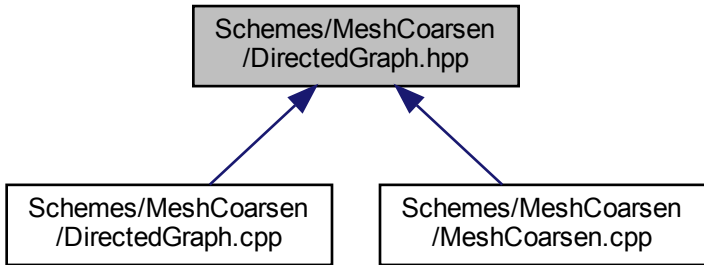 Schemes/MeshCoarsen
/DirectedGraph.hpp
Schemes/MeshCoarsen
/DirectedGraph.cpp
Schemes/MeshCoarsen
/MeshCoarsen.cpp